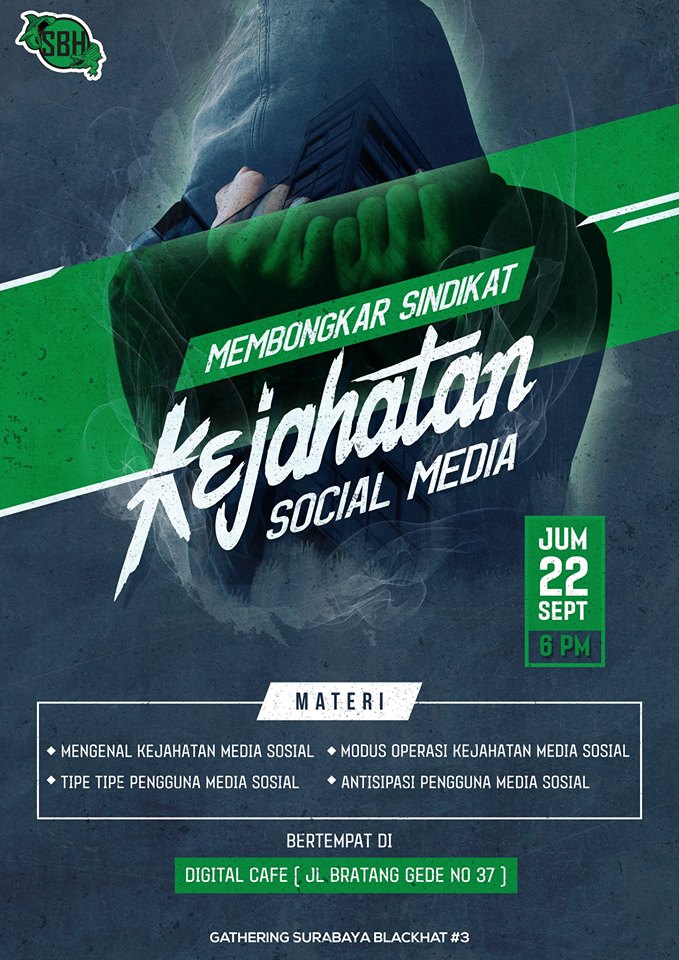 SBH
MEMBONGKAR SINDIKAT
Kejahatan
SOCIAL MEDIA
JUM
22
SEPT
6 PM
MATERI
MENGENAL KEJAHATAN MEDIA SOSIAL
MODUS OPERASI KEJAHATAN MEDIA SOSIAL
TIPE TIPE PENGGUNA MEDIA SOSIAL
ANTISIPASI PENGGUNA MEDIA SOSIAL
BERTEMPAT DI
DIGITAL CAFE [ JL BRATANG GEDE NO 37 ]
GATHERING SURABAYA BLACKHAT #3